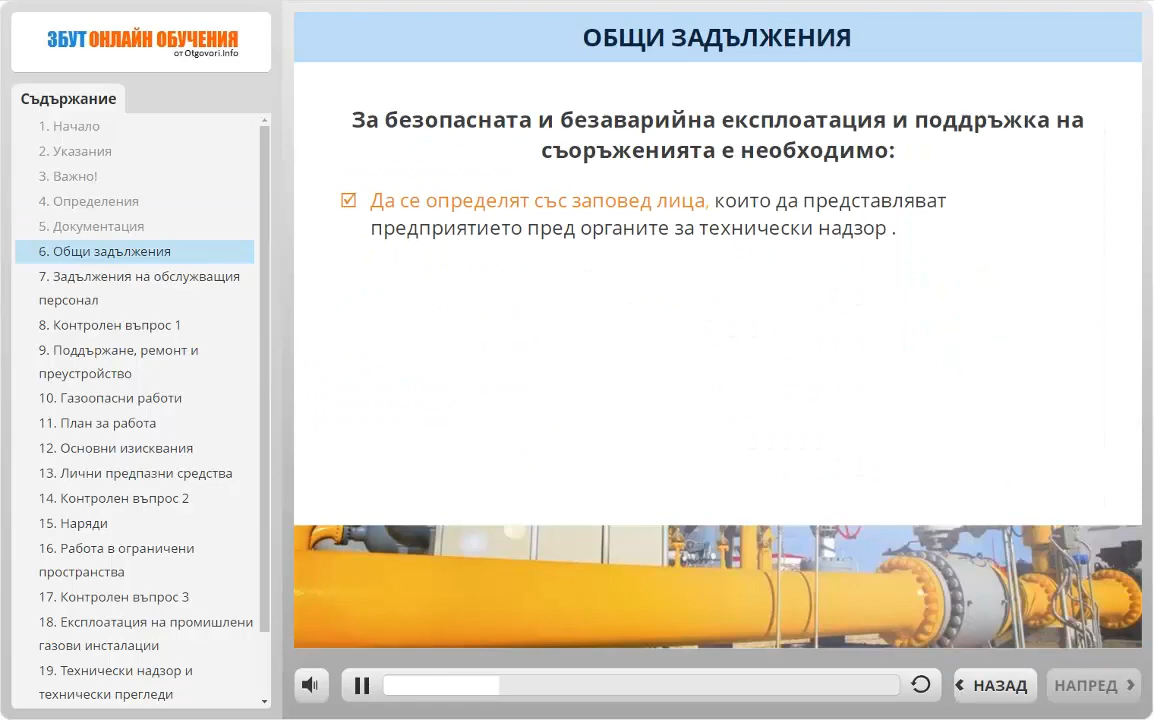 ЗБУТ ОНЛАЙН ОБУЧЕНИЯ
от Otgovori.Info
Съдържание
1. Начало
2. Указания
3. Важно!
4. Определения
5. Документация
6. Общи задължения
7. Задължения на обслужващия
персонал
8. Контролен въпрос 1
9. Поддържане, ремонт и
преустройство
10. Газоопасни работи
11. План за работа
12. Основни изисквания
13. Лични предпазни средства
14. Контролен въпрос 2
15. Наряди
16. Работа в ограничени
пространства
17. Контролен въпрос 3
18. Експлоатация на промишлени
газови инсталации
19. Технически надзор и
технически прегледи
ОБЩИ ЗАДЪЛЖЕНИЯ
За безопасната и безаварийна експлоатация и поддръжка на
съоръженията е необходимо:
Да се определят със заповед лица, които да представляват
предприятието пред органите за технически надзор .
НАЗАД
НАПРЕД